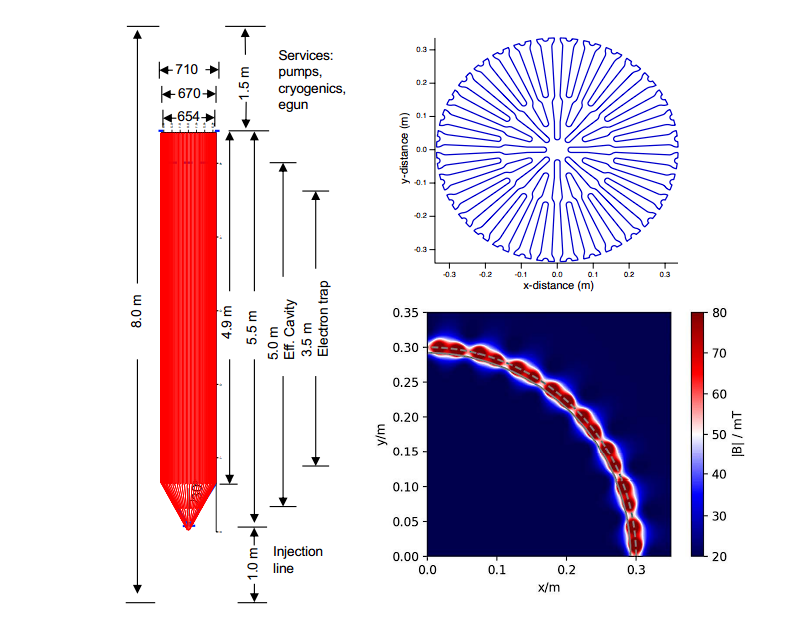 710
670
654
1.5 m
Services:
pumps,
cryogenics,
egun
8.0 m
4.9 m
5.5 m
5.0 m
Eff. Cavity
3.5 m
Electron trap
1.0 m
Injection
line
0.3
0.2
0.1
0.0
-0.1
-0.2
-0.3
y-distance (m)
-0.3 -0.2 -0.1 0.0 0.1 0.2 0.3
x-distance (m)
0.35
0.30
0.25
0.20
0.15
0.10
0.05
0.00
y/m
0.0 0.1 0.2 0.3
x/m
80
70
60
50
40
30
20
|B| / mT